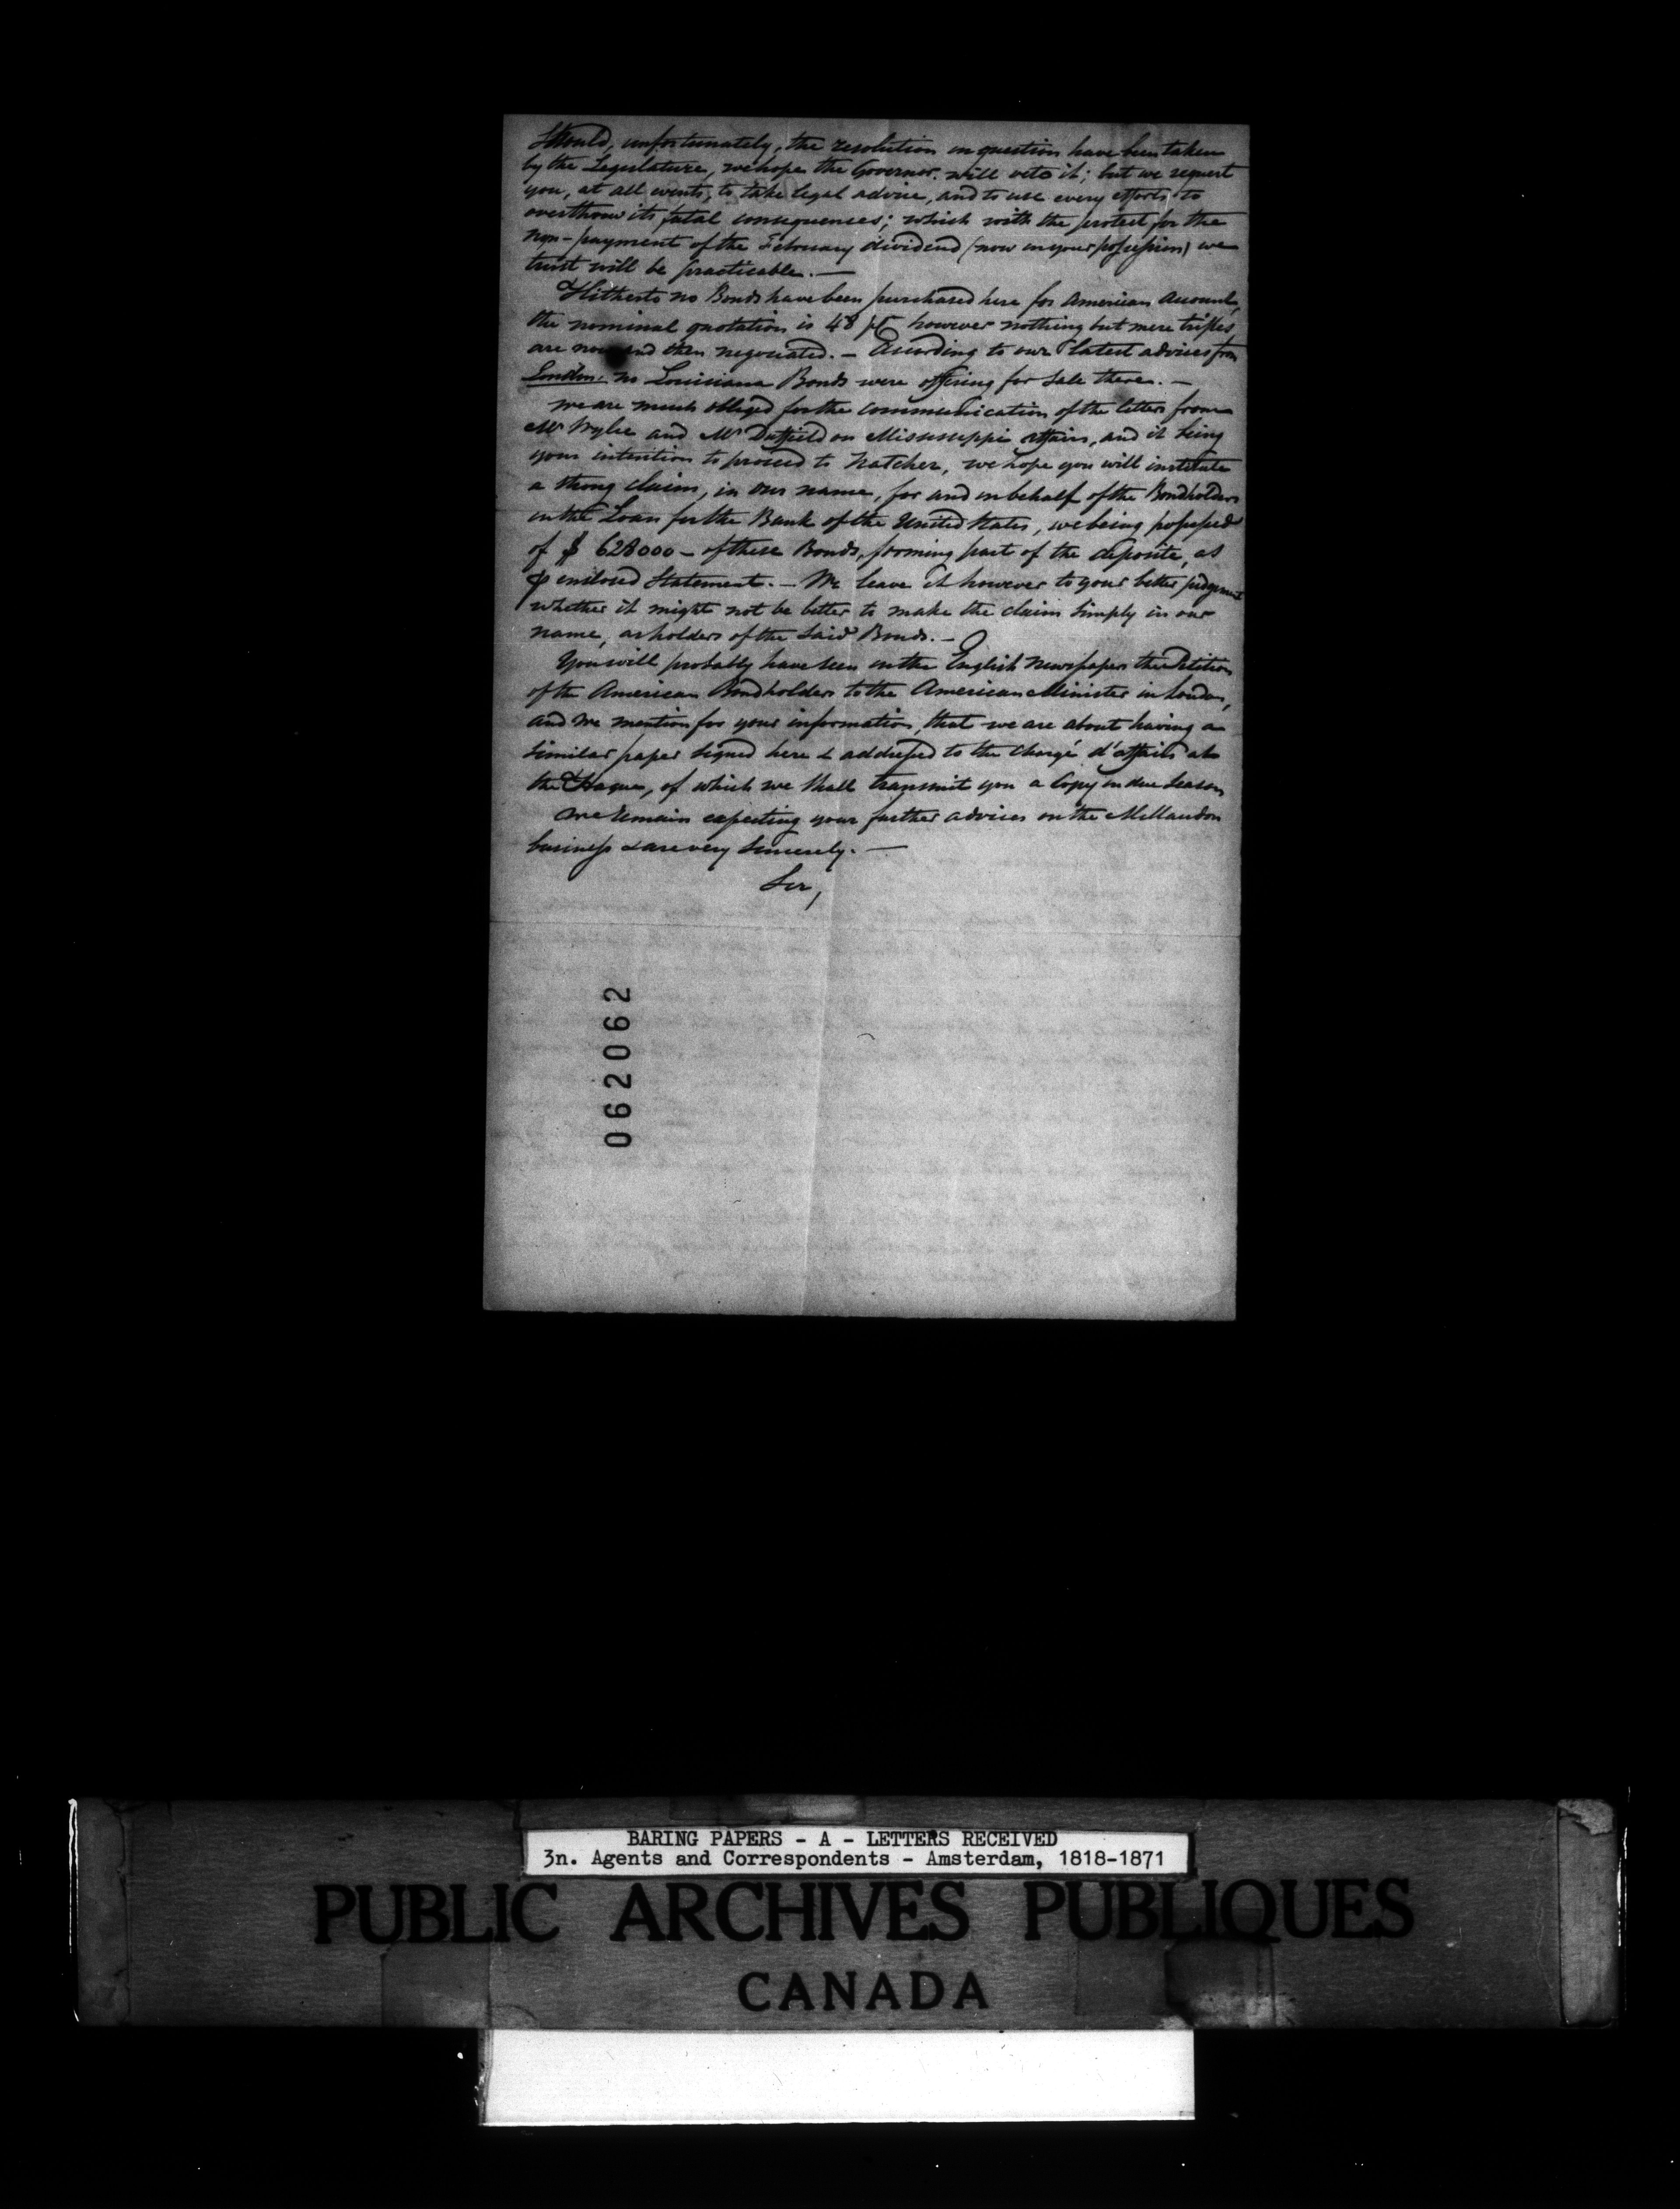 Should, unfortunately, the resolution in question have been taken
by the Legislature, we hope the Governor will veto it; but we request
you, at all events, to take legal advice, and to use every efforts to
overthrow its fatal consequences; which with the protest for the
non-payment of the February dividend (now in your possession) we
trust will be practicable. —
Hitherto no Bonds have been purchased here for American Account,
the nominal quotation is 48 however nothing but mere trifles
are now and then negociated. — According to our latest advices from
London, no Louisiana Bonds were offering for sale there. —
We are much obliged for the communication of the letters from
Mr Wylie and Mr Duffield on Mississippi affairs, and it being
your intention to proceed to Natchez, we hope you will institute
a strong claim, in our name, for and on behalf of the Bondholders
in the Loan for the Bank of the United States, we being possessed
of $ 628000 — of these Bonds, forming part of the deposite, as
enclosed Statement. — We leave it however to your better judgment
whether it might not be better to make the claim simply in our
name, as holders of the said Bonds. —
You will probably have seen in the English newspapers the Petition
of the American Bondholders to the American Minister in London,
and we mention for your information, that we are about having a
similar paper signed here & addressed to the Chargé d'affairs at
the Hague, of which we shall transmit you a Copy in due season
We remain expecting your further advices on the Millaudon
business & are very sincerely. —
Sir,
062062
BARING PAPERS - A - LETTERS RECEIVED
3n. Agents and Correspondents - Amsterdam, 1818-1871
PUBLIC ARCHIVES PUBLIQUES
CANADA